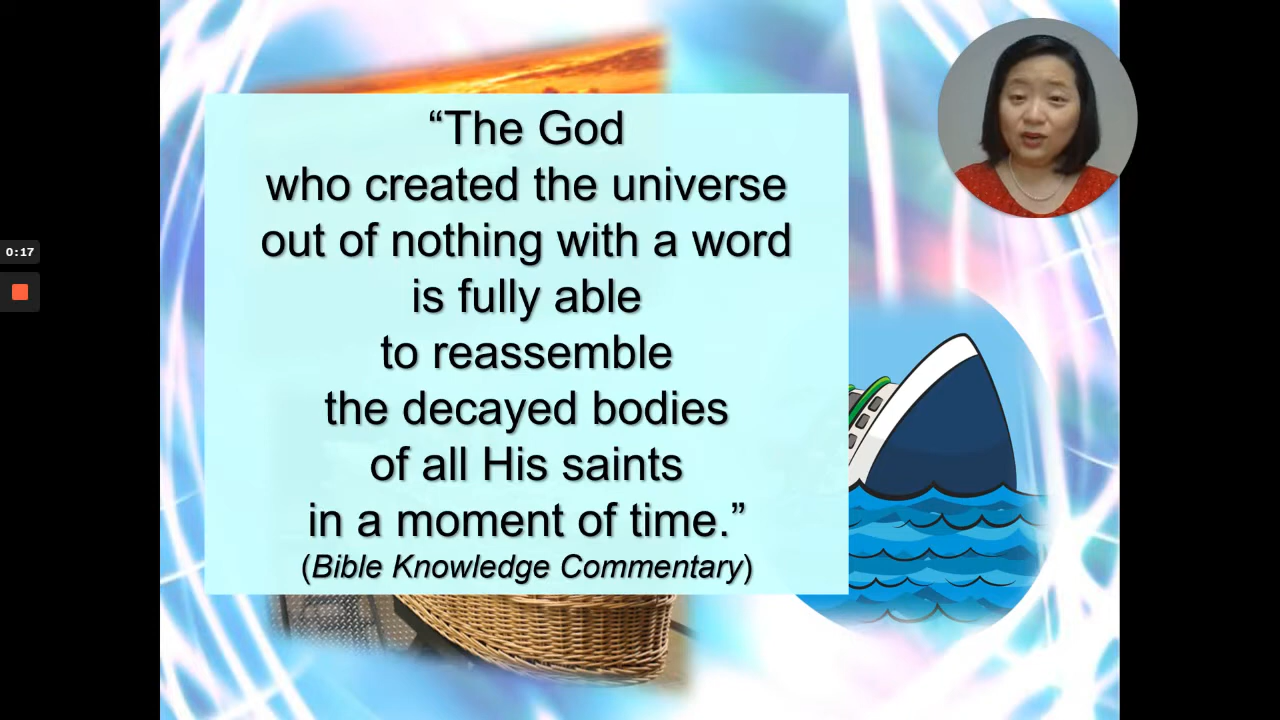 “The God
who created the universe
out of nothing with a word
is fully able
to reassemble
the decayed bodies
of all His saints
in a moment of time.”
(Bible Knowledge Commentary)
0:17